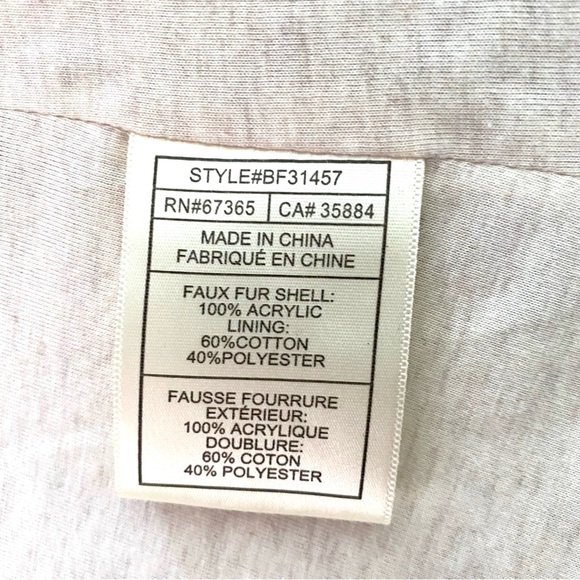 STYLE#BF31457
RN#67365 CA# 35884
MADE IN CHINA
FABRIQUÉ EN CHINE
FAUX FUR SHELL:
100% ACRYLIC
LINING:
60%COTTON
40%POLYESTER
FAUSSE FOURRURE
EXTÉRIEUR:
100% ACRYLIQUE
DOUBLURE:
60% COTON
40% POLYESTER